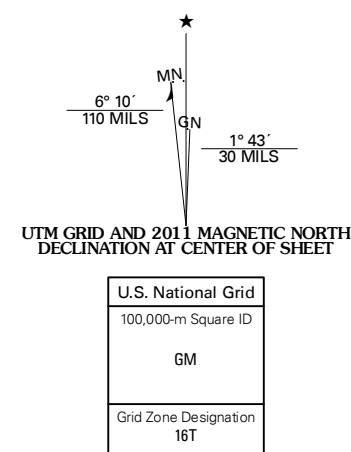 ★
M.N.
6° 10´
110 MILS
GN
1° 43´
30 MILS
UTM GRID AND 2011 MAGNETIC NORTH
DECLINATION AT CENTER OF SHEET
U.S. National Grid
100,000-m Square ID
GM
Grid Zone Designation
16T